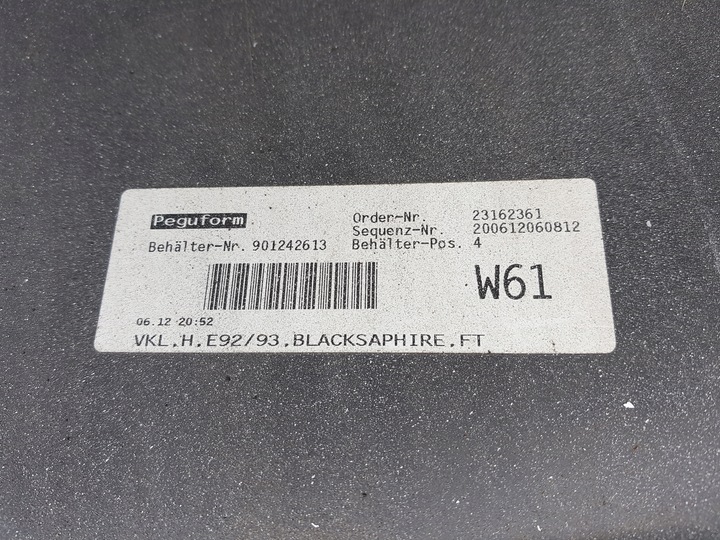 Peguform
Order-Nr. 23162361
Sequenz-Nr. 200612060812
Behälter-Nr. 901242613 Behälter-Pos. 4
W61
06.12 20:52
VKL.H.E92/93.BLACKSAPHIRE.FT